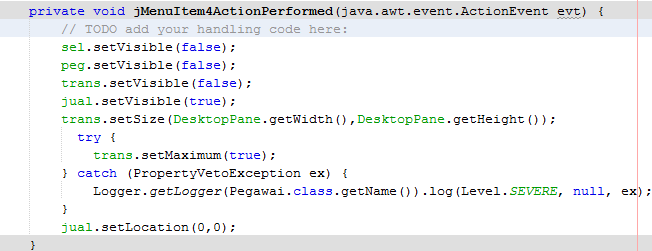 private void jMenuItem4ActionPerformed(java.awt.event.ActionEvent evt) {
// TODO add your handling code here:
sel.setVisible(false);
peg.setVisible(false);
trans.setVisible(false);
jual.setVisible(true);
trans.setSize(DesktopPane.getWidth(),DesktopPane.getHeight());
try {
trans.setMaximum(true);
} catch (PropertyVetoException ex) {
Logger.getLogger(Pegawai.class.getName()).log(Level.SEVERE, null, ex);
}
jual.setLocation(0,0);
}